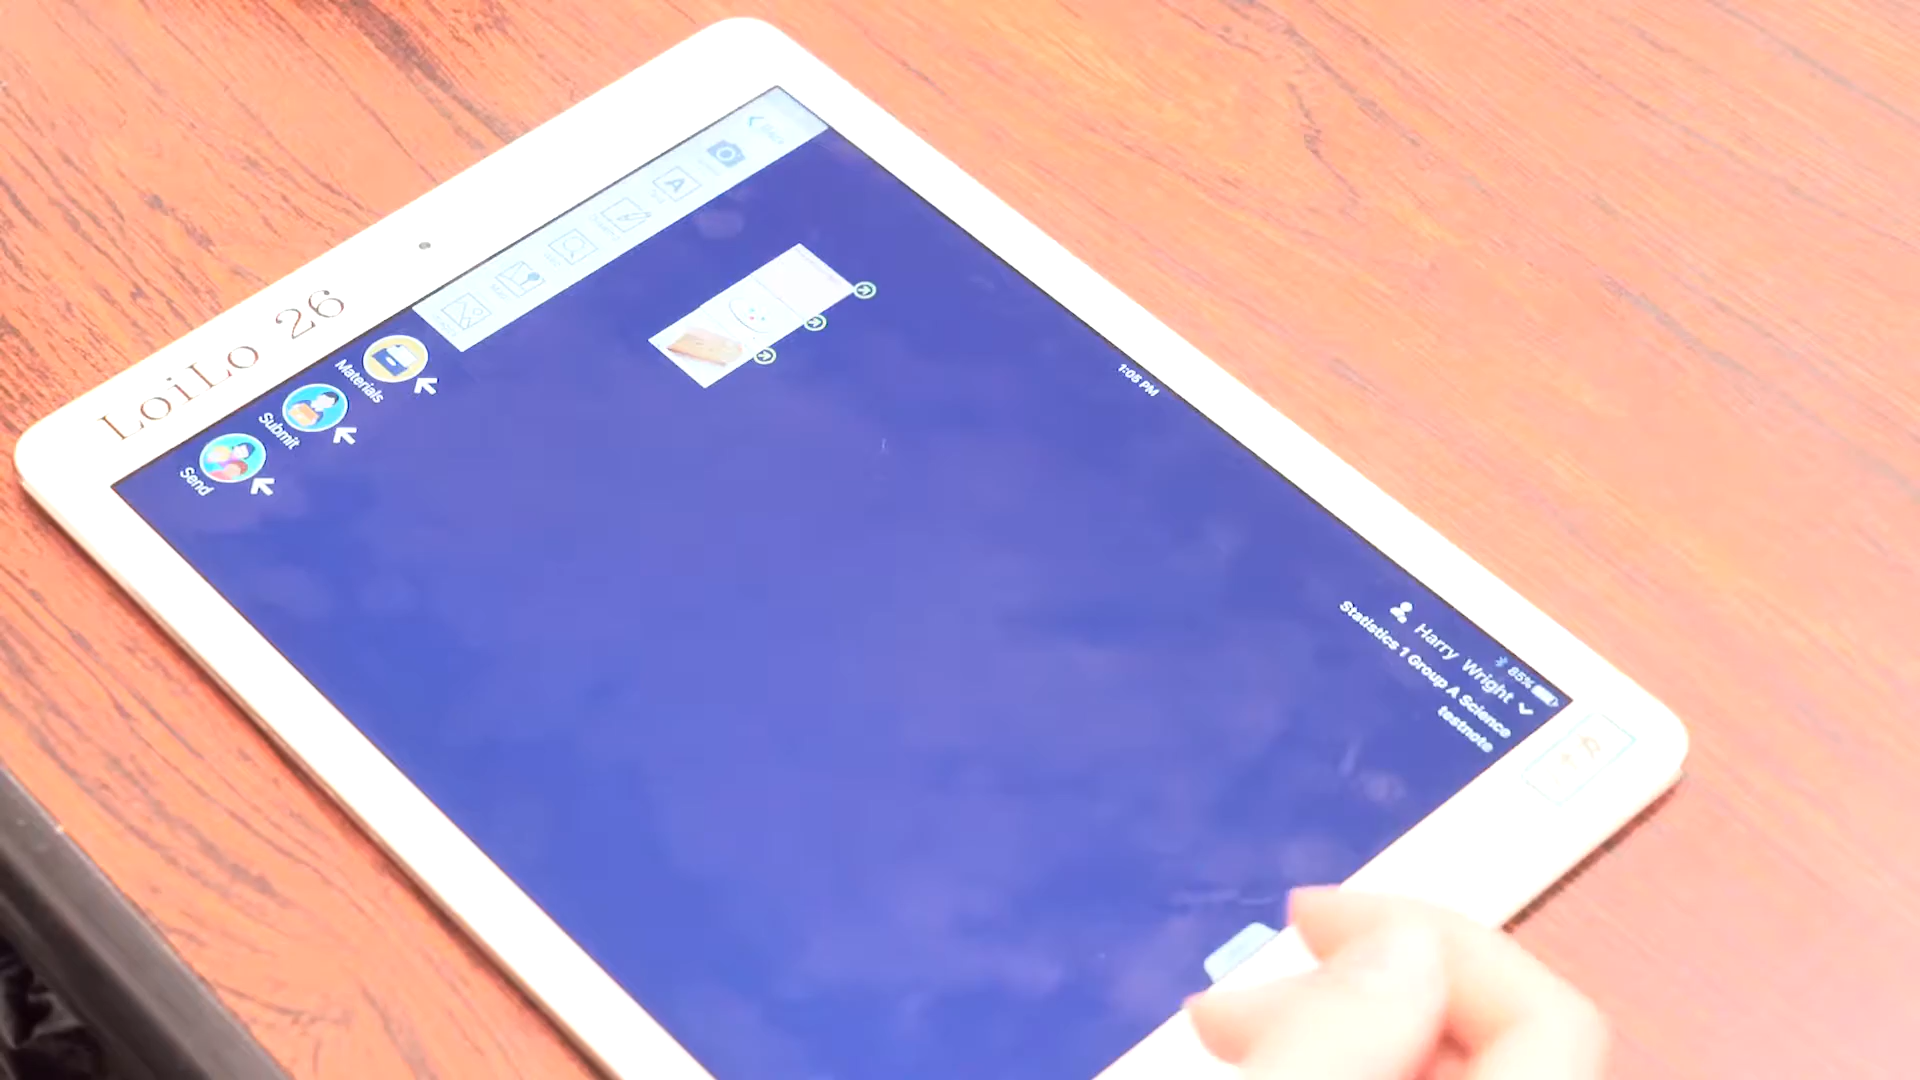 LoiLo 26
Materials
Submit
Send
1:05 PM
85%
Harry Wright
Statistics 1 Group A Science
testnote